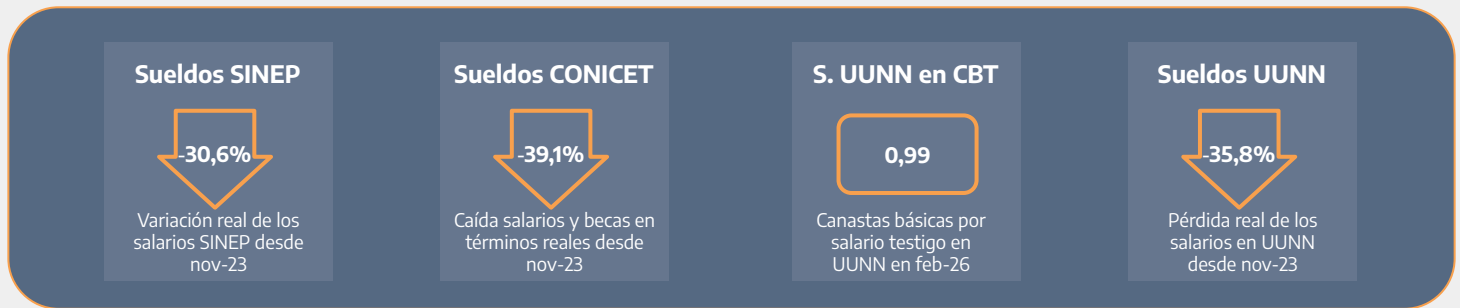 Sueldos SINEP
-30,6%
Variación real de los
salarios SINEP desde
nov-23
Sueldos CONICET
-39,1%
Caída salarios y becas en
términos reales desde
nov-23
S. UUNN en CBT
0,99
Canastas básicas por
salario testigo en
UUNN en feb-26
Sueldos UUNN
-35,8%
Pérdida real de los
salarios en UUNN
desde nov-23